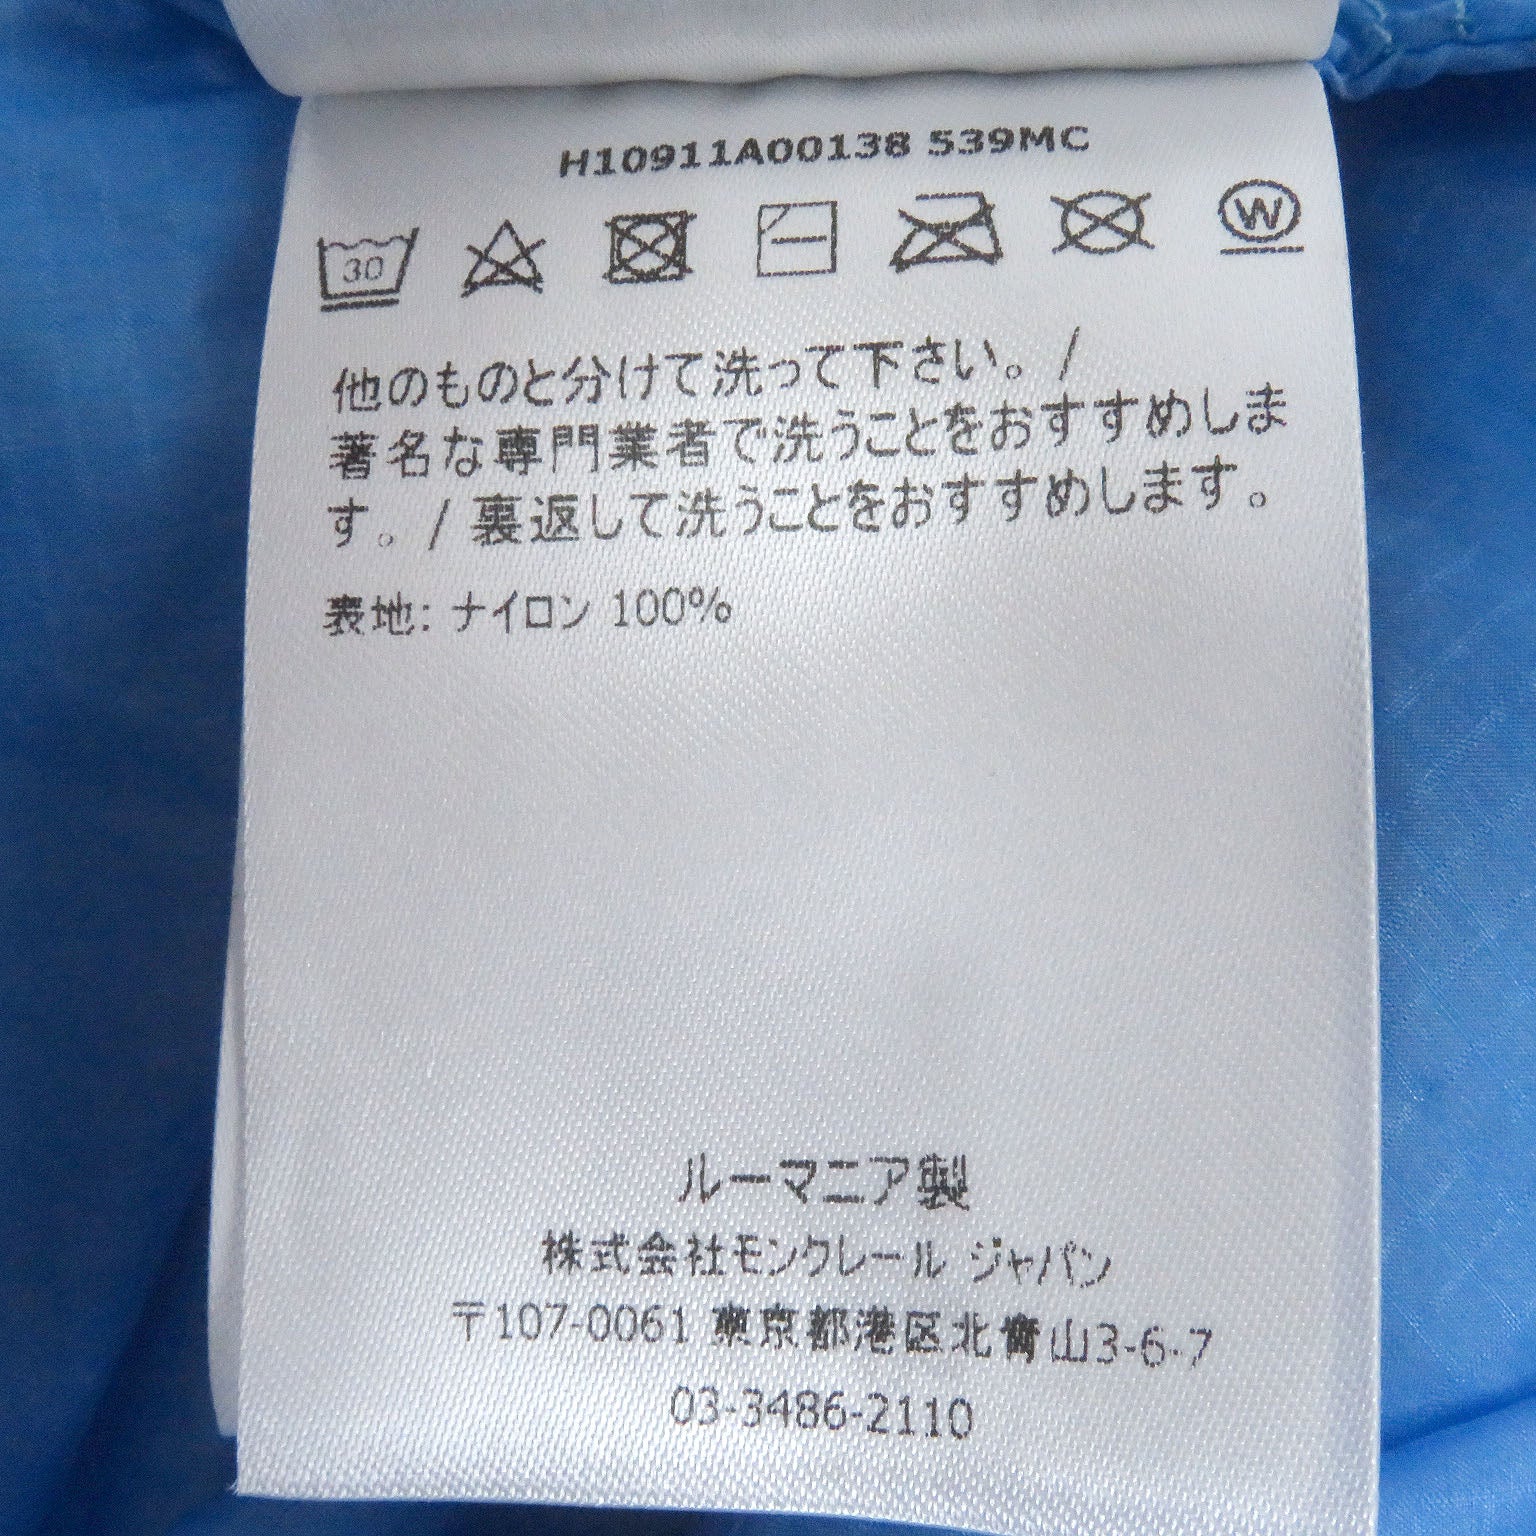 H10911A00138 539MC
30 W
他のものと分けて洗って下さい。/
著名な専門業者で洗うことをおすすめしま
す。/ 裏返して洗うことをおすすめします。
表地: ナイロン 100%
ルーマニア製
株式会社モンクレール ジャパン
〒107-0061 東京都港区北青山3-6-7
03-3486-2110